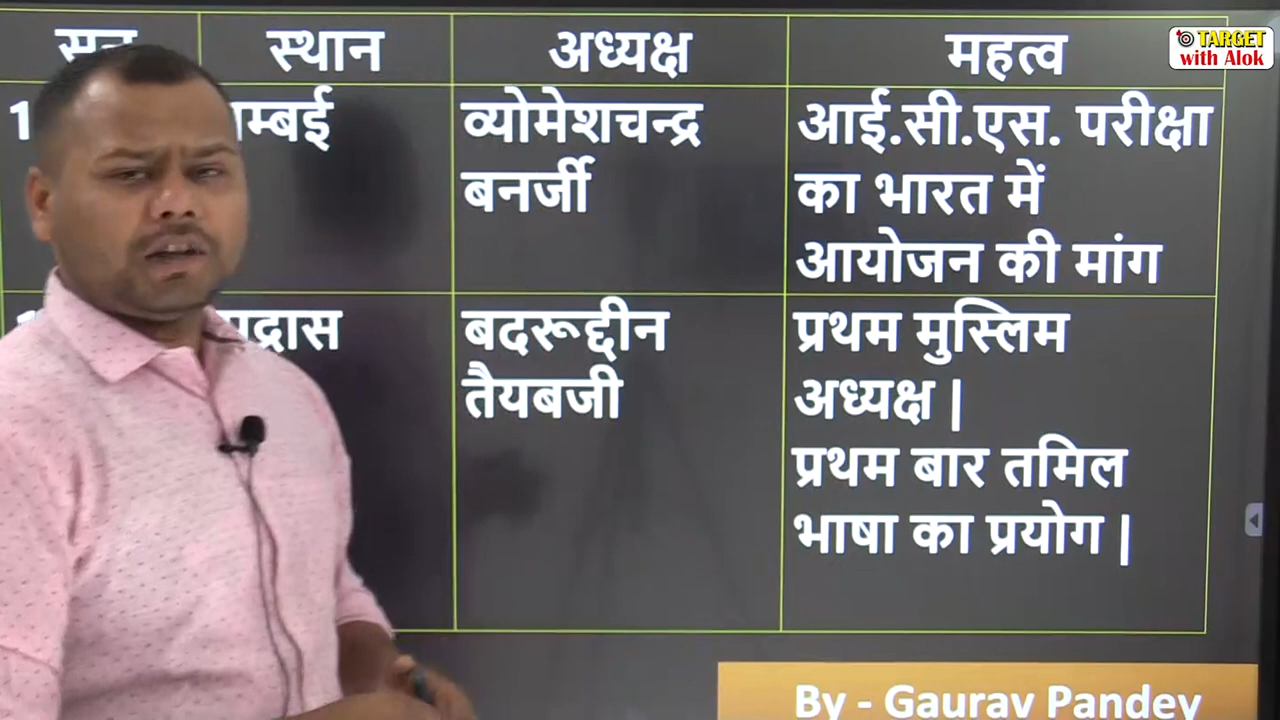 स्थान अध्यक्ष महत्व
व्योमेशचन्द्र आई.सी.एस. परीक्षा
बनर्जी का भारत में
आयोजन की मांग
बदरूद्दीन प्रथम मुस्लिम
तैयबजी अध्यक्ष |
प्रथम बार तमिल
भाषा का प्रयोग |
By - Gaurav Pandey
TARGET
with Alok